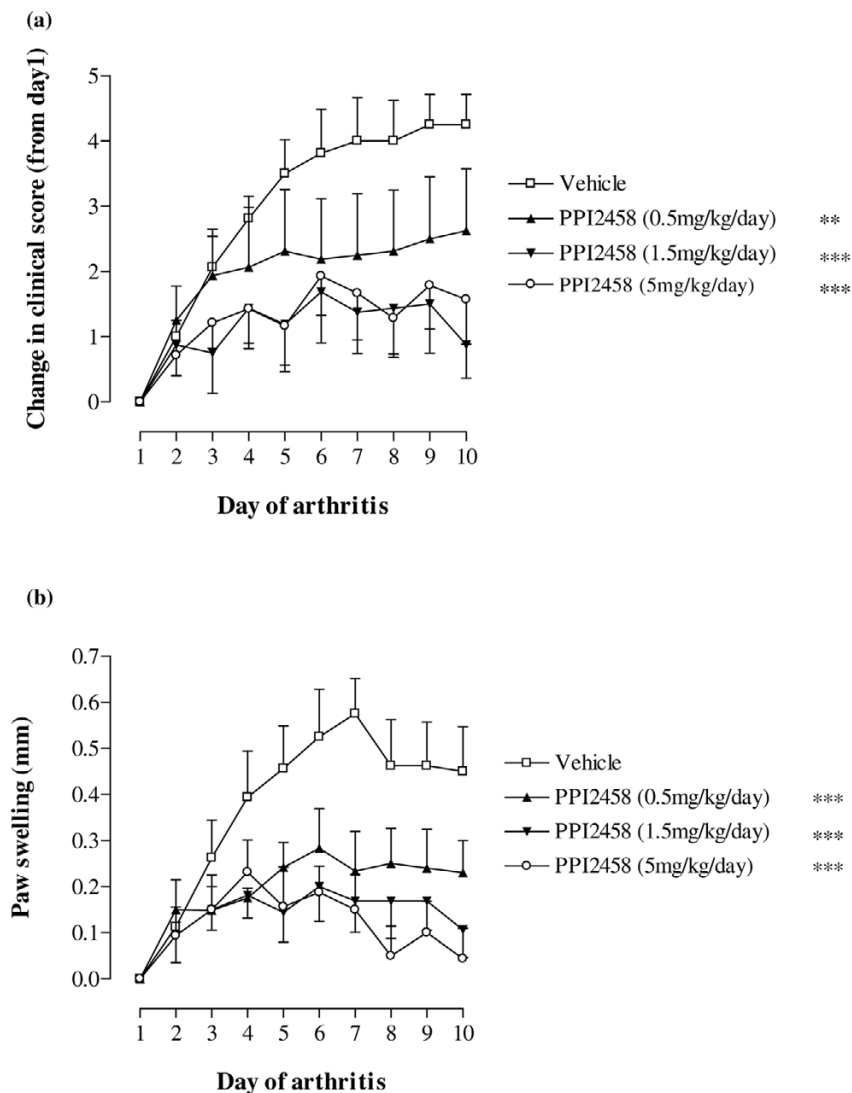 (a)
Change in clinical score (from day1)
5
4
3
2
1
0
1 2 3 4 5 6 7 8 9 10
Day of arthritis
Vehicle
PPI2458 (0.5mg/kg/day) **
PPI2458 (1.5mg/kg/day) ***
PPI2458 (5mg/kg/day) ***
(b)
Paw swelling (mm)
0.7
0.6
0.5
0.4
0.3
0.2
0.1
0.0
1 2 3 4 5 6 7 8 9 10
Day of arthritis
Vehicle
PPI2458 (0.5mg/kg/day) ***
PPI2458 (1.5mg/kg/day) ***
PPI2458 (5mg/kg/day) ***